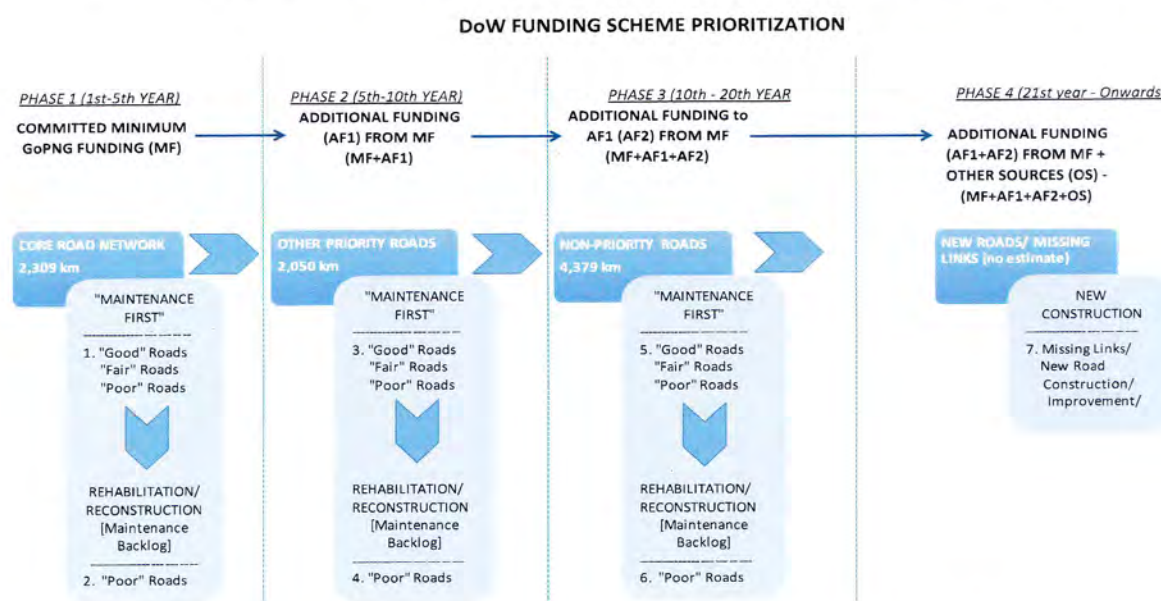 DoW FUNDING SCHEME PRIORITIZATION
PHASE 1 (1st-5th YEAR)
COMMITTED MINIMUM
GoPNG FUNDING (MF)
CORE ROAD NETWORK
2,309 km
"MAINTENANCE
FIRST"
1. "Good" Roads
"Fair" Roads
"Poor" Roads
REHABILITATION/
RECONSTRUCTION
[Maintenance
Backlog]
2. "Poor" Roads
PHASE 2 (5th-10th YEAR)
ADDITIONAL FUNDING
(AF1) FROM MF
(MF+AF1)
OTHER PRIORITY ROADS
2,050 km
"MAINTENANCE
FIRST"
3. "Good" Roads
"Fair" Roads
"Poor" Roads
REHABILITATION/
RECONSTRUCTION
[Maintenance
Backlog]
4. "Poor" Roads
PHASE 3 (10th - 20th YEAR
ADDITIONAL FUNDING to
AF1 (AF2) FROM MF
(MF+AF1+AF2)
NON-PRIORITY ROADS
4,379 km
"MAINTENANCE
FIRST"
5. "Good" Roads
"Fair" Roads
"Poor" Roads
REHABILITATION/
RECONSTRUCTION
[Maintenance
Backlog]
6. "Poor" Roads
PHASE 4 (21st year - Onwards
ADDITIONAL FUNDING
(AF1+AF2) FROM MF +
OTHER SOURCES (OS) -
(MF+AF1+AF2+OS)
NEW ROADS/ MISSING
LINKS (no estimate)
NEW
CONSTRUCTION
7. Missing Links/
New Road
Construction/
Improvement/